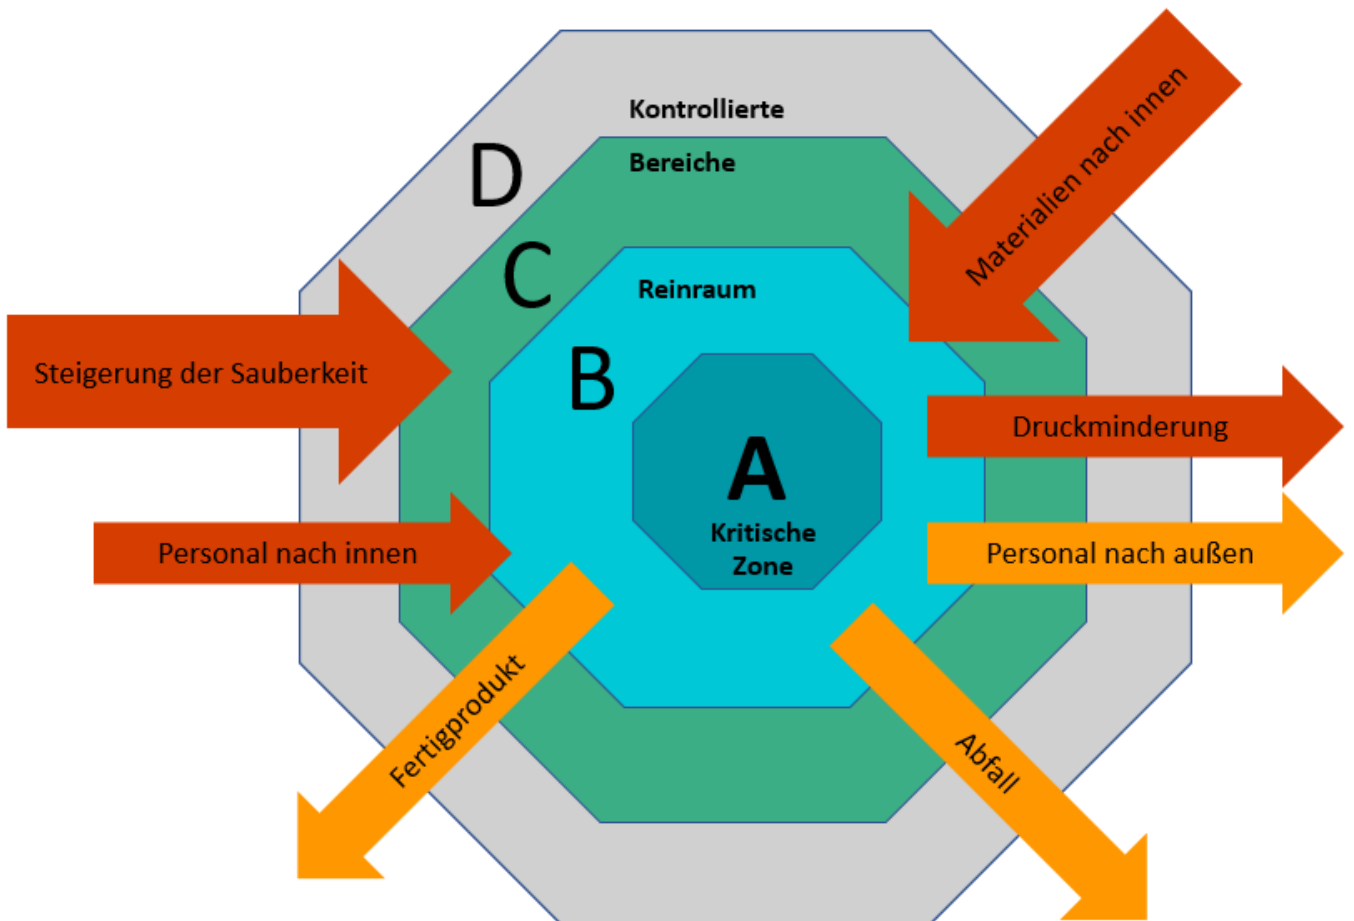 Kontrollierte
Materialien nach innen
D
Bereiche
C
Reinraum
Steigerung der Sauberkeit
B
Druckminderung
A
Kritische
Zone
Personal nach innen
Personal nach außen
Fertigprodukt
Abfall